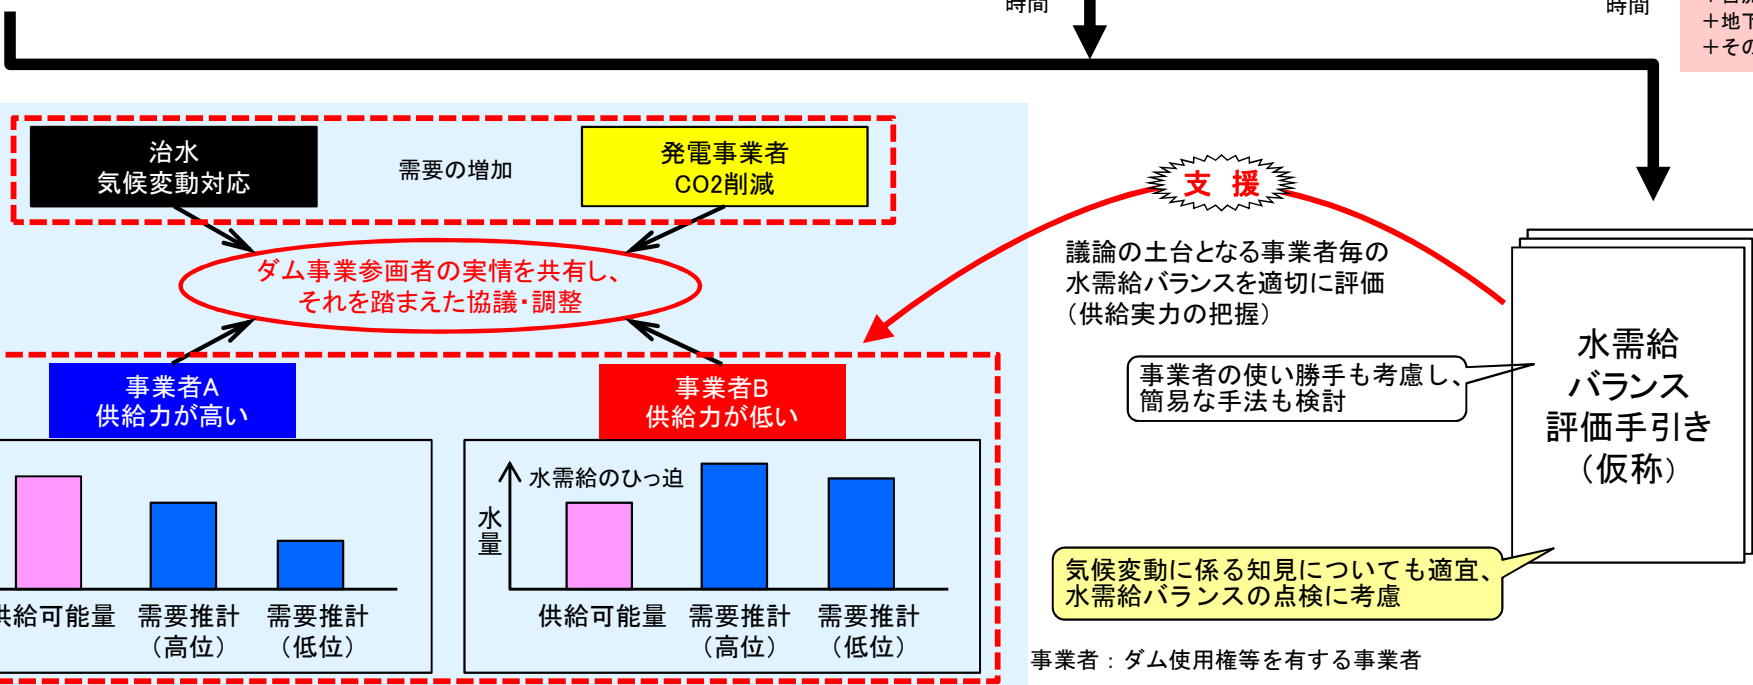 時間
時間
＋地下
＋その
治水
気候変動対応
需要の増加
発電事業者
CO2削減
ダム事業参画者の実情を共有し、
それを踏まえた協議・調整
支 援
議論の土台となる事業者毎の
水需給バランスを適切に評価
（供給実力の把握）
事業者の使い勝手も考慮し、
簡易な手法も検討
水需給
バランス
評価手引き
（仮称）
気候変動に係る知見についても適宜、
水需給バランスの点検に考慮
事業者A
供給力が高い
供給可能量
需要推計
（高位）
需要推計
（低位）
事業者B
供給力が低い
水需給のひっ迫
水量
供給可能量
需要推計
（高位）
需要推計
（低位）
事業者：ダム使用権等を有する事業者